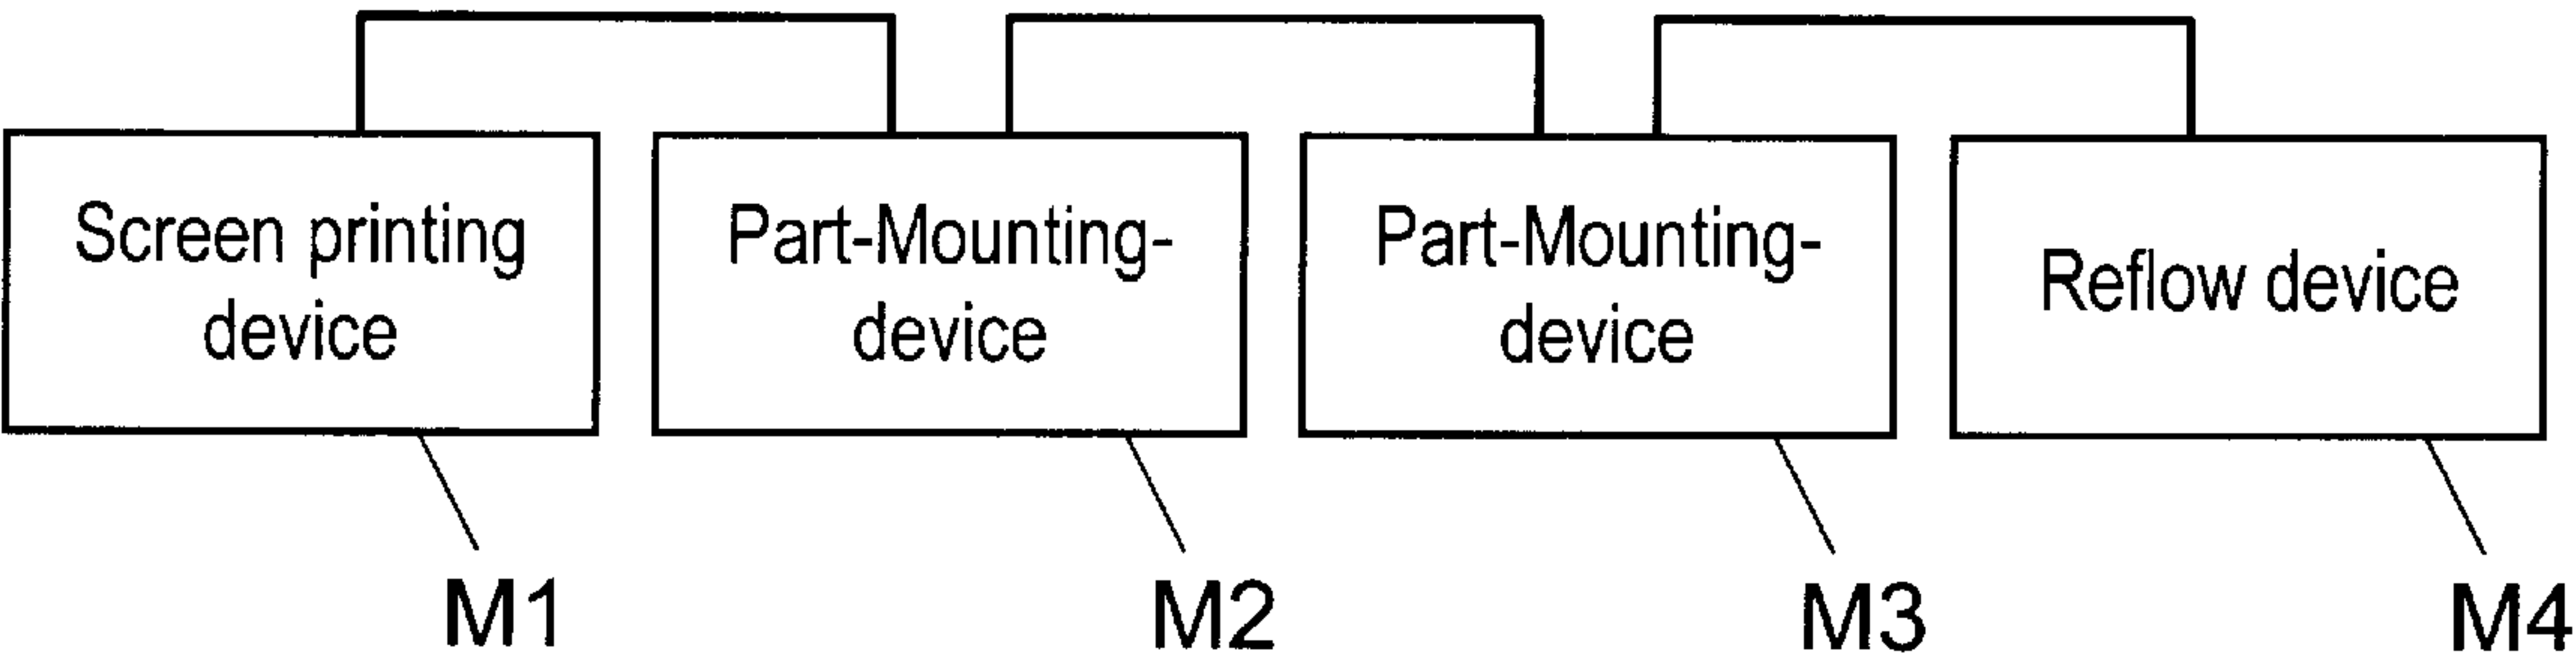 Screen printing
device
Part-Mounting-
device
Part-Mounting-
device
Reflow device
M1
M2
M3
M4